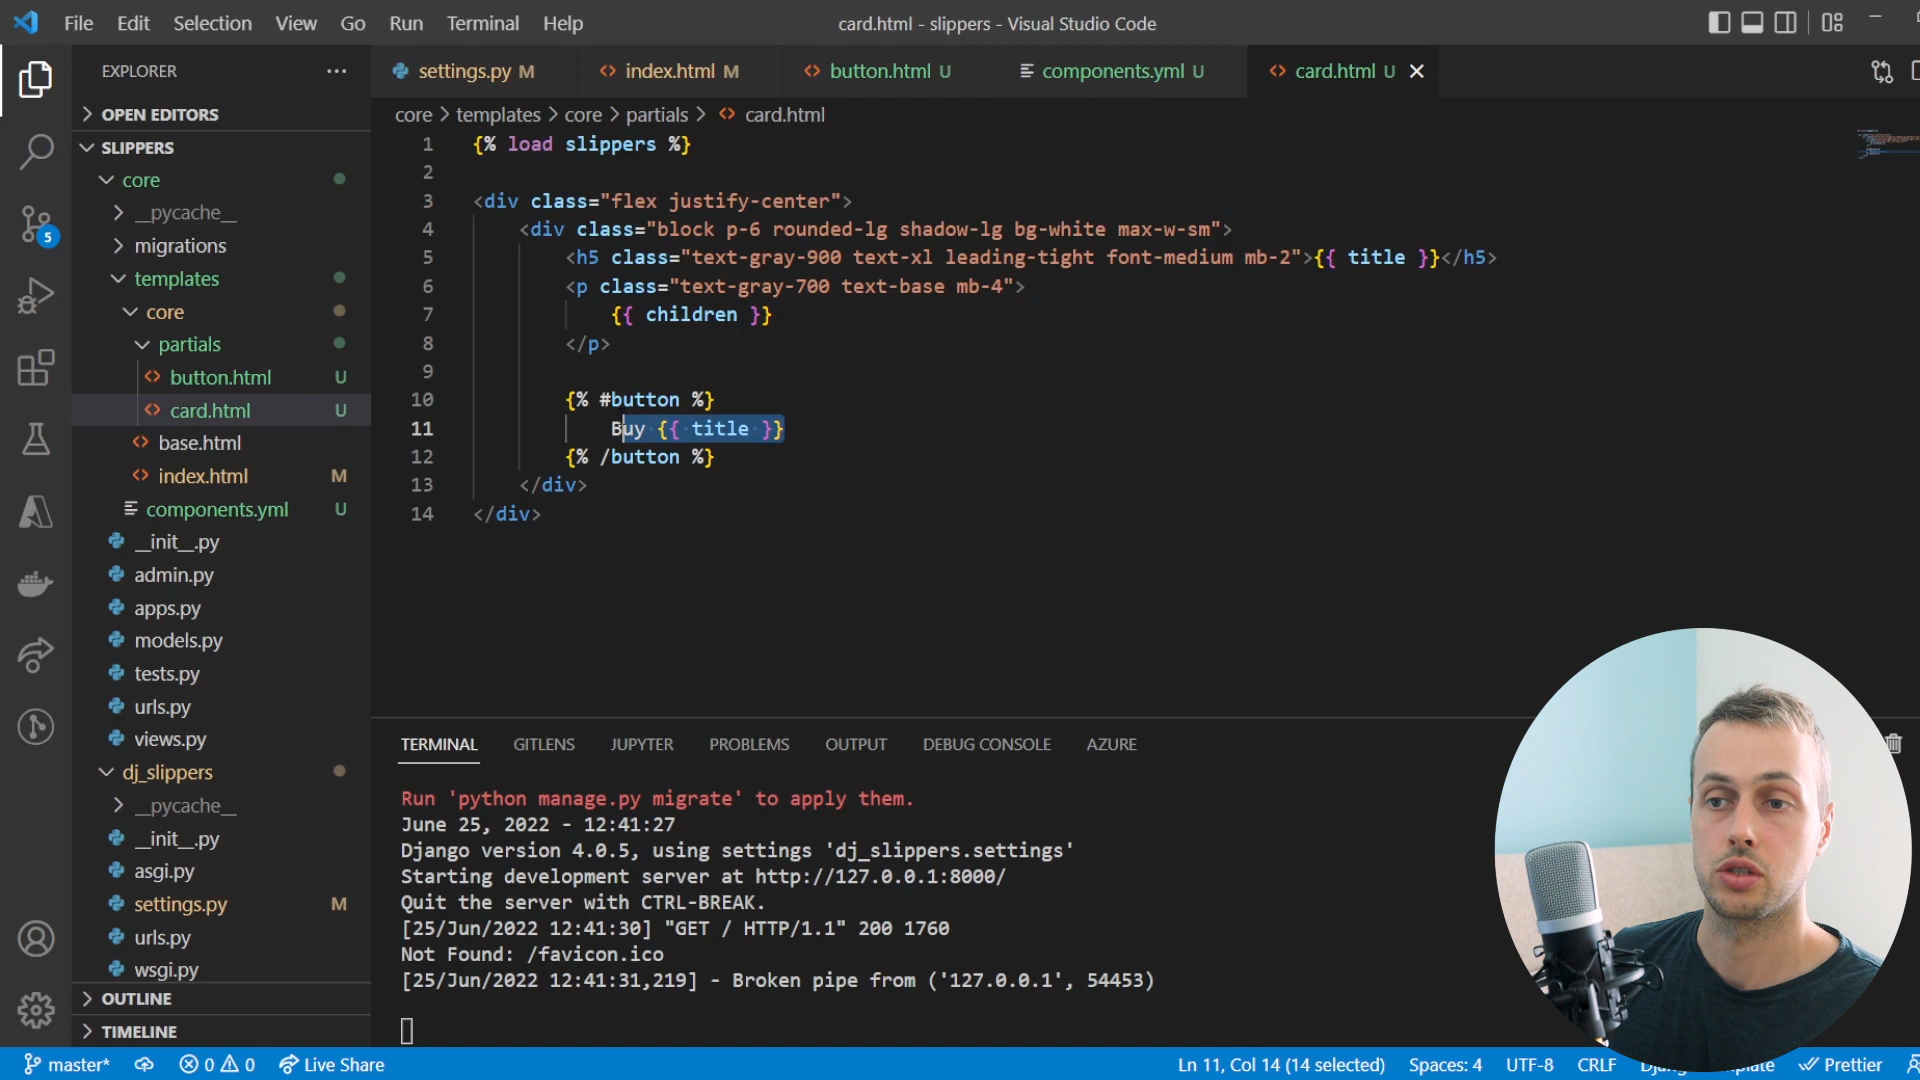 File Edit Selection View Go Run Terminal Help
card.html - slippers - Visual Studio Code
EXPLORER
settings.py M
index.html M
button.html U
components.yml U
card.html U
OPEN EDITORS
core > templates > core > partials > card.html
SLIPPERS
core
__pycache__
migrations
templates
core
partials
button.html U
card.html U
base.html
index.html M
components.yml U
__init__.py
admin.py
apps.py
models.py
tests.py
urls.py
views.py
dj_slippers
__pycache__
__init__.py
asgi.py
settings.py M
urls.py
wsgi.py
OUTLINE
TIMELINE
5
1 {% load slippers %}
2
3 <div class="flex justify-center">
4 <div class="block p-6 rounded-lg shadow-lg bg-white max-w-sm">
5 <h5 class="text-gray-900 text-xl leading-tight font-medium mb-2">{{ title }}</h5>
6 <p class="text-gray-700 text-base mb-4">
7 {{ children }}
8 </p>
9
10 {% #button %}
11 Buy {{ title }}
12 {% /button %}
13 </div>
14 </div>
TERMINAL GITLENS JUPYTER PROBLEMS OUTPUT DEBUG CONSOLE AZURE
Run 'python manage.py migrate' to apply them.
June 25, 2022 - 12:41:27
Django version 4.0.5, using settings 'dj_slippers.settings'
Starting development server at http://127.0.0.1:8000/
Quit the server with CTRL-BREAK.
[25/Jun/2022 12:41:30] "GET / HTTP/1.1" 200 1760
Not Found: /favicon.ico
[25/Jun/2022 12:41:31,219] - Broken pipe from ('127.0.0.1', 54453)
master* 0 0 Live Share
Ln 11, Col 14 (14 selected) Spaces: 4 UTF-8 CRLF Prettier